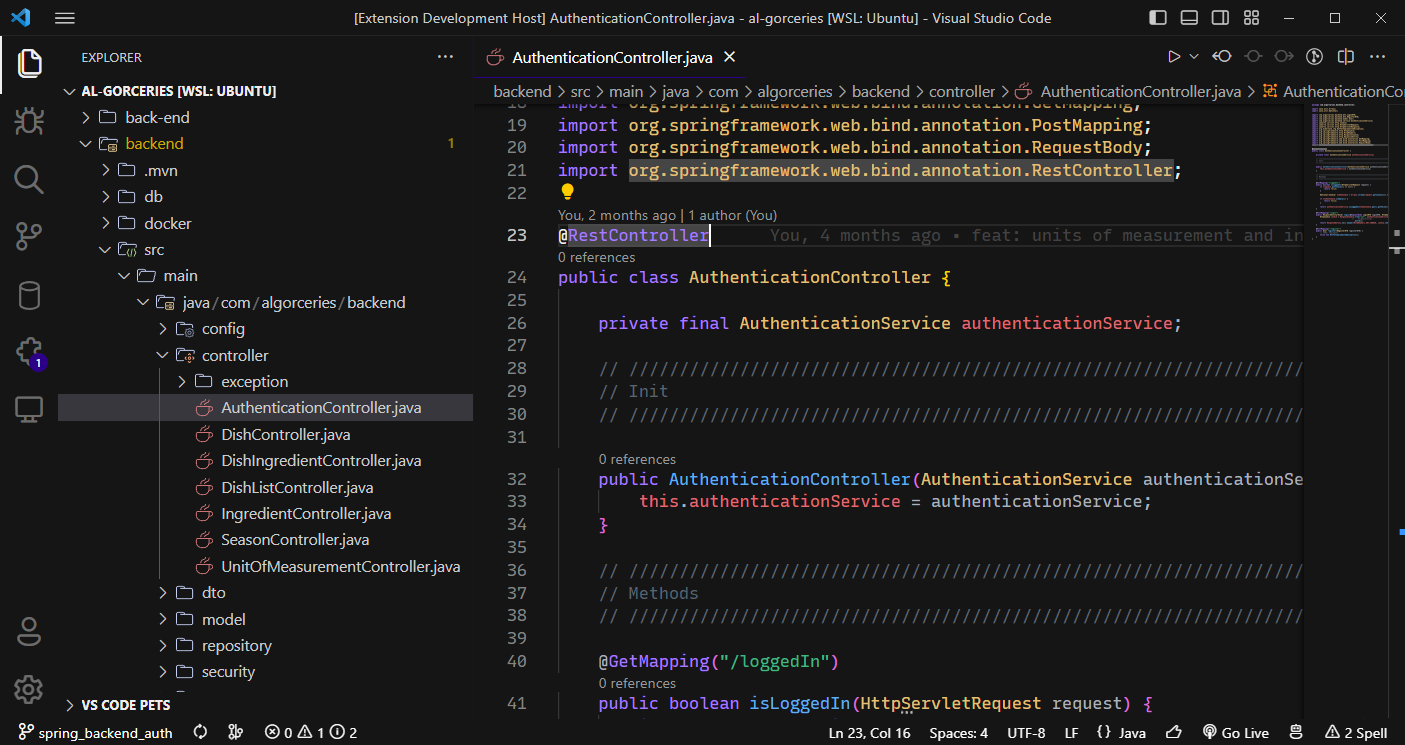 [Extension Development Host] AuthenticationController.java - al-gorceries [WSL: Ubuntu] - Visual Studio Code
EXPLORER
AL-GORCERIES [WSL: UBUNTU]
back-end
backend 1
.mvn
db
docker
src
main
java/com/algorceries/backend
config
controller
exception
AuthenticationController.java
DishController.java
DishIngredientController.java
DishListController.java
IngredientController.java
SeasonController.java
UnitOfMeasurementController.java
dto
model
repository
security
VS CODE PETS
1
AuthenticationController.java
backend > src > main > java > com > algorceries > backend > controller > AuthenticationController.java > AuthenticationCo
18 import org.springframework.web.bind.annotation.GetMapping;
19 import org.springframework.web.bind.annotation.PostMapping;
20 import org.springframework.web.bind.annotation.RequestBody;
21 import org.springframework.web.bind.annotation.RestController;
22
You, 2 months ago | 1 author (You)
23 @RestController You, 4 months ago • feat: units of measurement and in
0 references
24 public class AuthenticationController {
25
26 private final AuthenticationService authenticationService;
27
28 // ///////////////////////////////////////////////////////////////////
29 // Init
30 // ///////////////////////////////////////////////////////////////////
31
0 references
32 public AuthenticationController(AuthenticationService authenticationSe
33 this.authenticationService = authenticationService;
34 }
35
36 // ///////////////////////////////////////////////////////////////////
37 // Methods
38 // ///////////////////////////////////////////////////////////////////
39
40 @GetMapping("/loggedIn")
0 references
41 public boolean isLoggedIn(HttpServletRequest request) {
spring_backend_auth 0 1 2 Ln 23, Col 16 Spaces: 4 UTF-8 LF {} Java Go Live 2 Spell